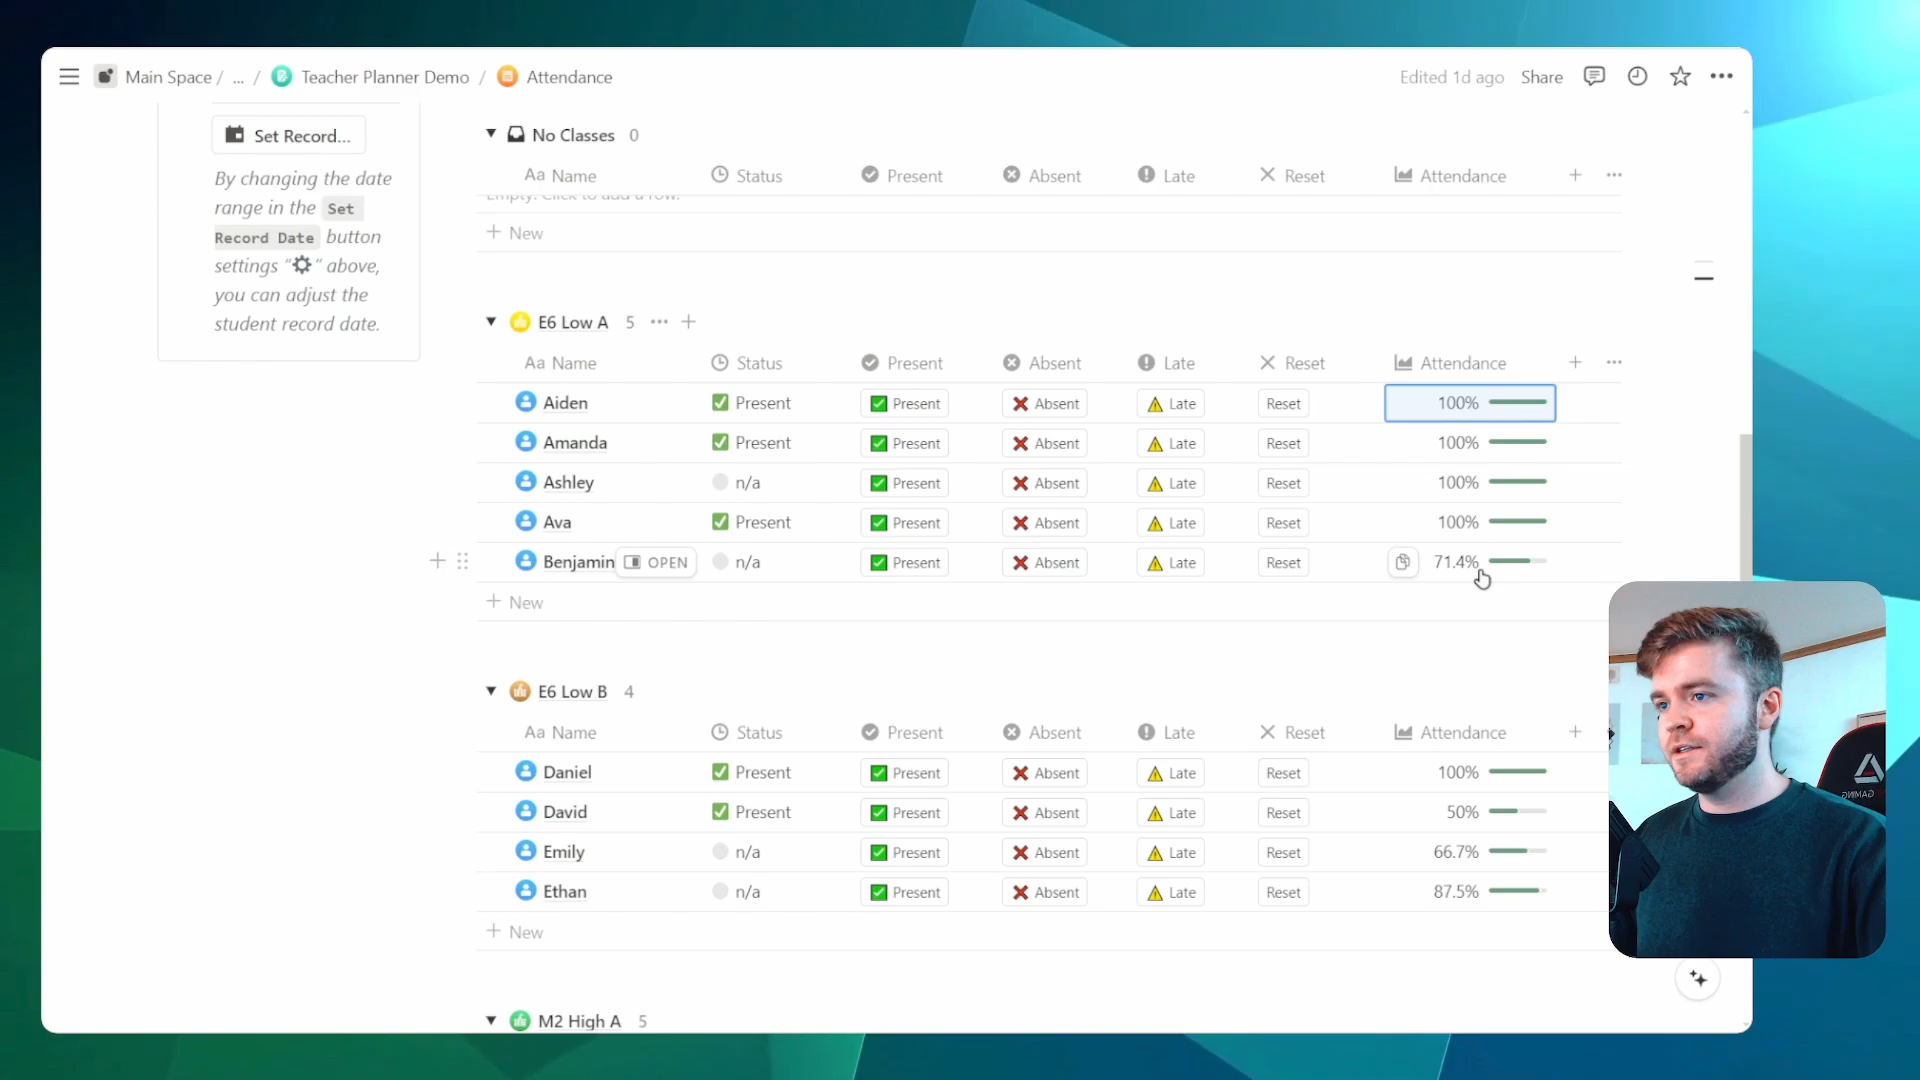 Main Space / ... / Teacher Planner Demo / Attendance
Edited 1d ago Share
Set Record...
By changing the date
range in the Set
Record Date button
settings “⚙” above,
you can adjust the
student record date.
No Classes 0
Aa Name Status Present Absent Late Reset Attendance
Empty. Click to add a row.
+ New
E6 Low A 5
Aa Name Status Present Absent Late Reset Attendance
Aiden Present Present Absent Late Reset 100%
Amanda Present Present Absent Late Reset 100%
Ashley n/a Present Absent Late Reset 100%
Ava Present Present Absent Late Reset 100%
Benjamin OPEN n/a Present Absent Late Reset 71.4%
+ New
E6 Low B 4
Aa Name Status Present Absent Late Reset Attendance
Daniel Present Present Absent Late Reset 100%
David Present Present Absent Late Reset 50%
Emily n/a Present Absent Late Reset 66.7%
Ethan n/a Present Absent Late Reset 87.5%
+ New
M2 High A 5